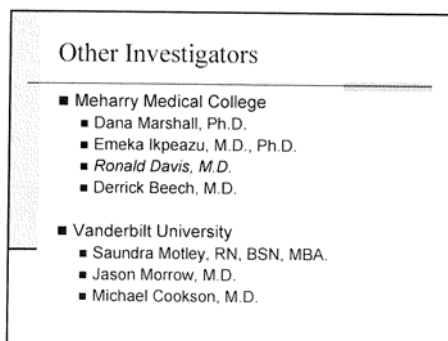 Other Investigators
Meharry Medical College
Dana Marshall, Ph.D.
Emeka Ikpeazu, M.D., Ph.D.
Ronald Davis, M.D.
Derrick Beech, M.D.
Vanderbilt University
Saundra Motley, RN, BSN, MBA.
Jason Morrow, M.D.
Michael Cookson, M.D.